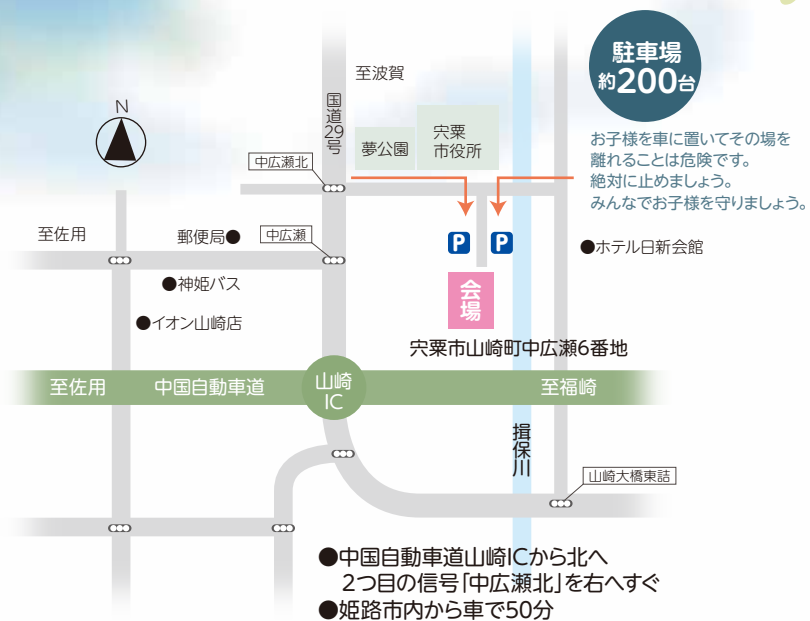 駐車場
約200台
至波賀
国道29号
N
夢公園
宍粟
市役所
お子様を車に置いてその場を
離れることは危険です。
絶対に止めましょう。
みんなでお子様を守りましょう。
中広瀬北
至佐用
郵便局●
中広瀬
P
P
●ホテル日新会館
●神姫バス
会場
●イオン山崎店
宍粟市山崎町中広瀬6番地
至佐用
中国自動車道
山崎
IC
至福崎
揖保川
山崎大橋東詰
●中国自動車道山崎ICから北へ
2つ目の信号「中広瀬北」を右へすぐ
●姫路市内から車で50分